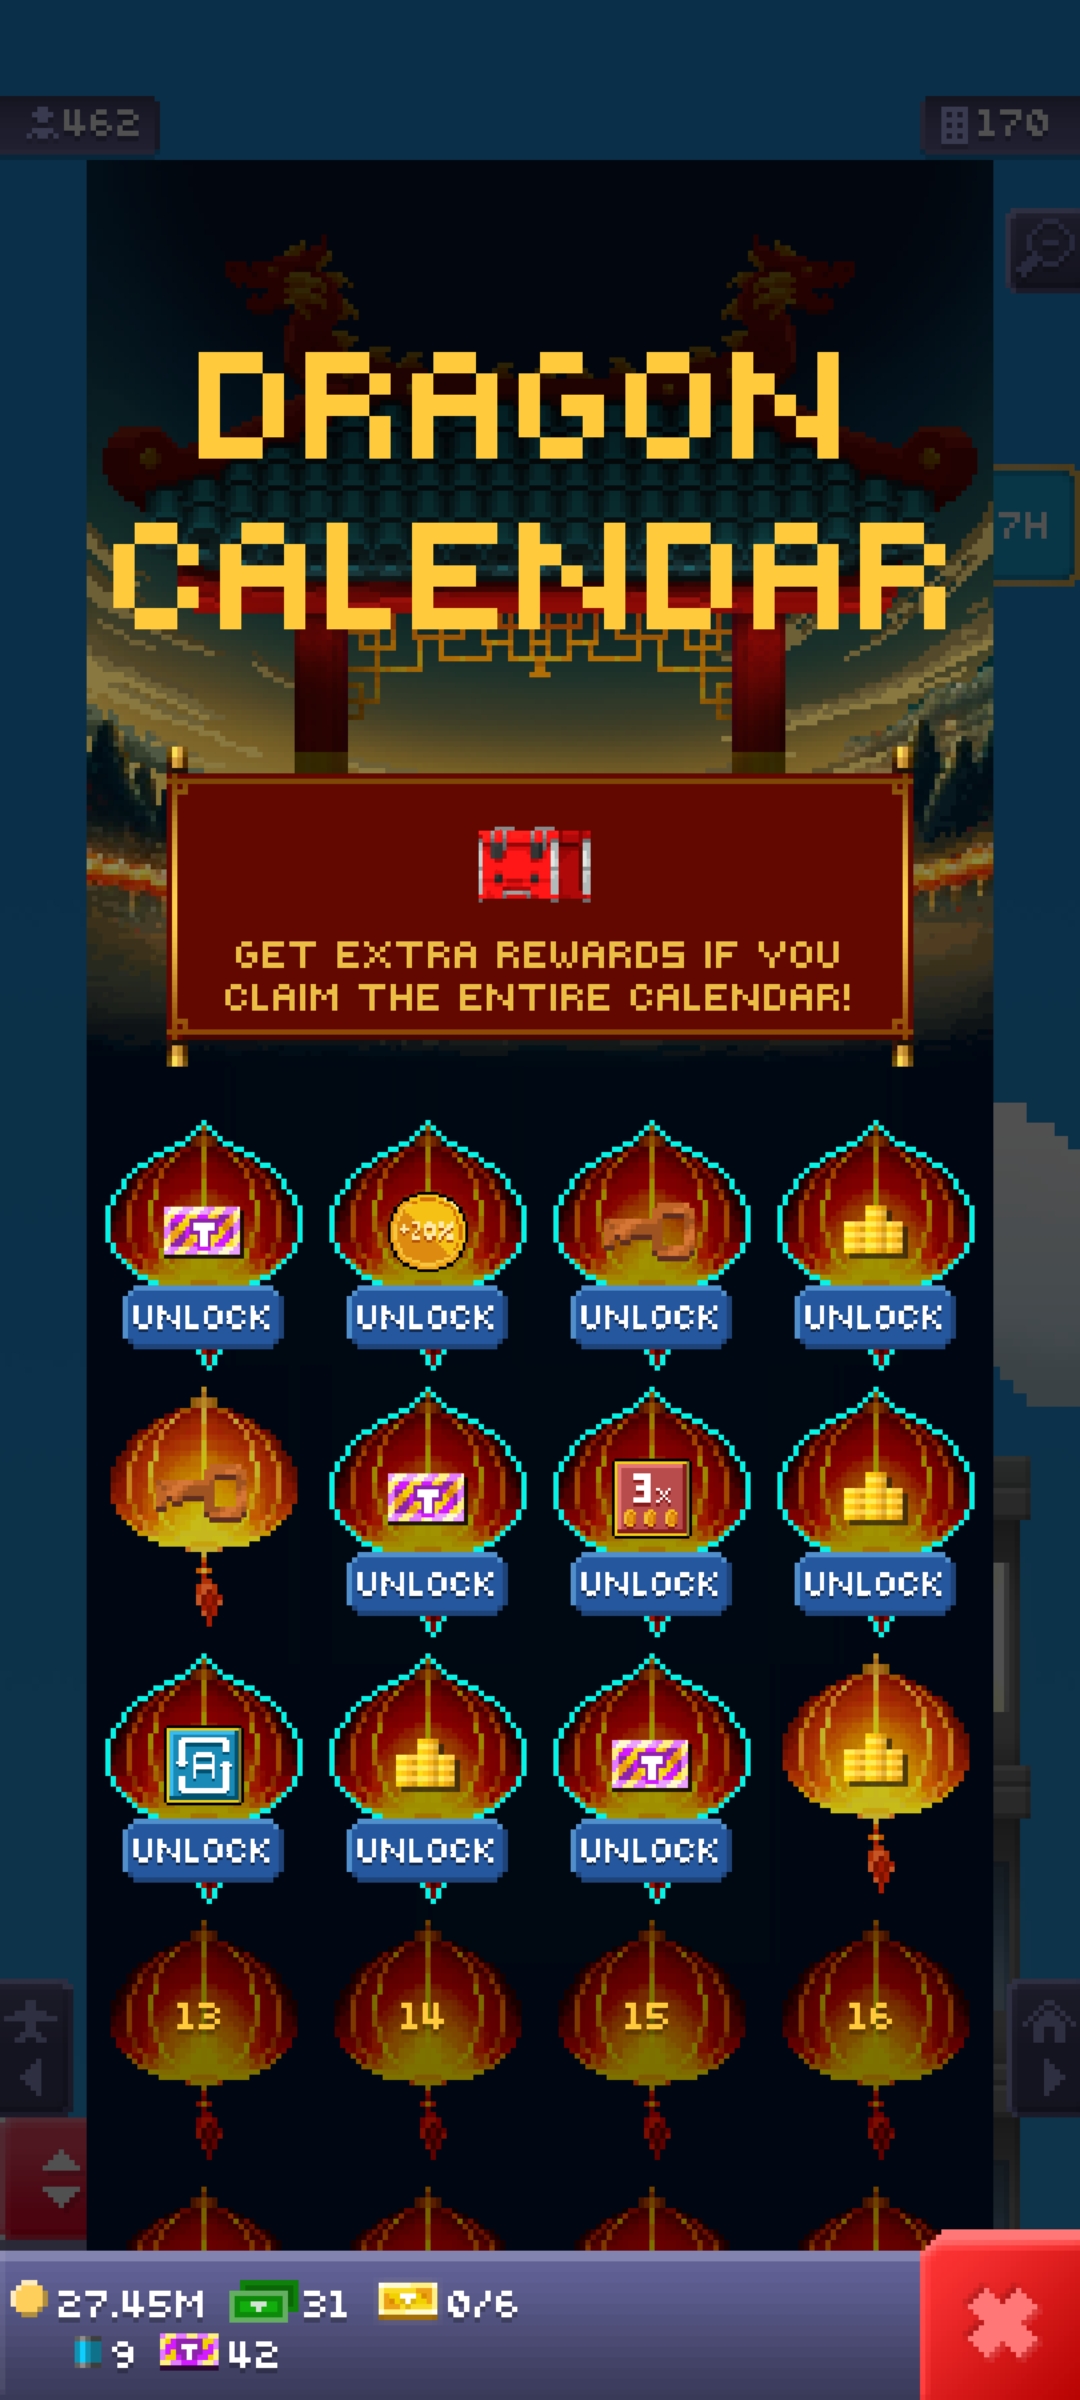 462 170
DRAGON
CALENDAR
7H
GET EXTRA REWARDS IF YOU
CLAIM THE ENTIRE CALENDAR!
T +20%
UNLOCK UNLOCK UNLOCK UNLOCK
T 3x
UNLOCK UNLOCK UNLOCK
A T
UNLOCK UNLOCK UNLOCK
13 14 15 16
27.45M 31 0/6
9 T 42